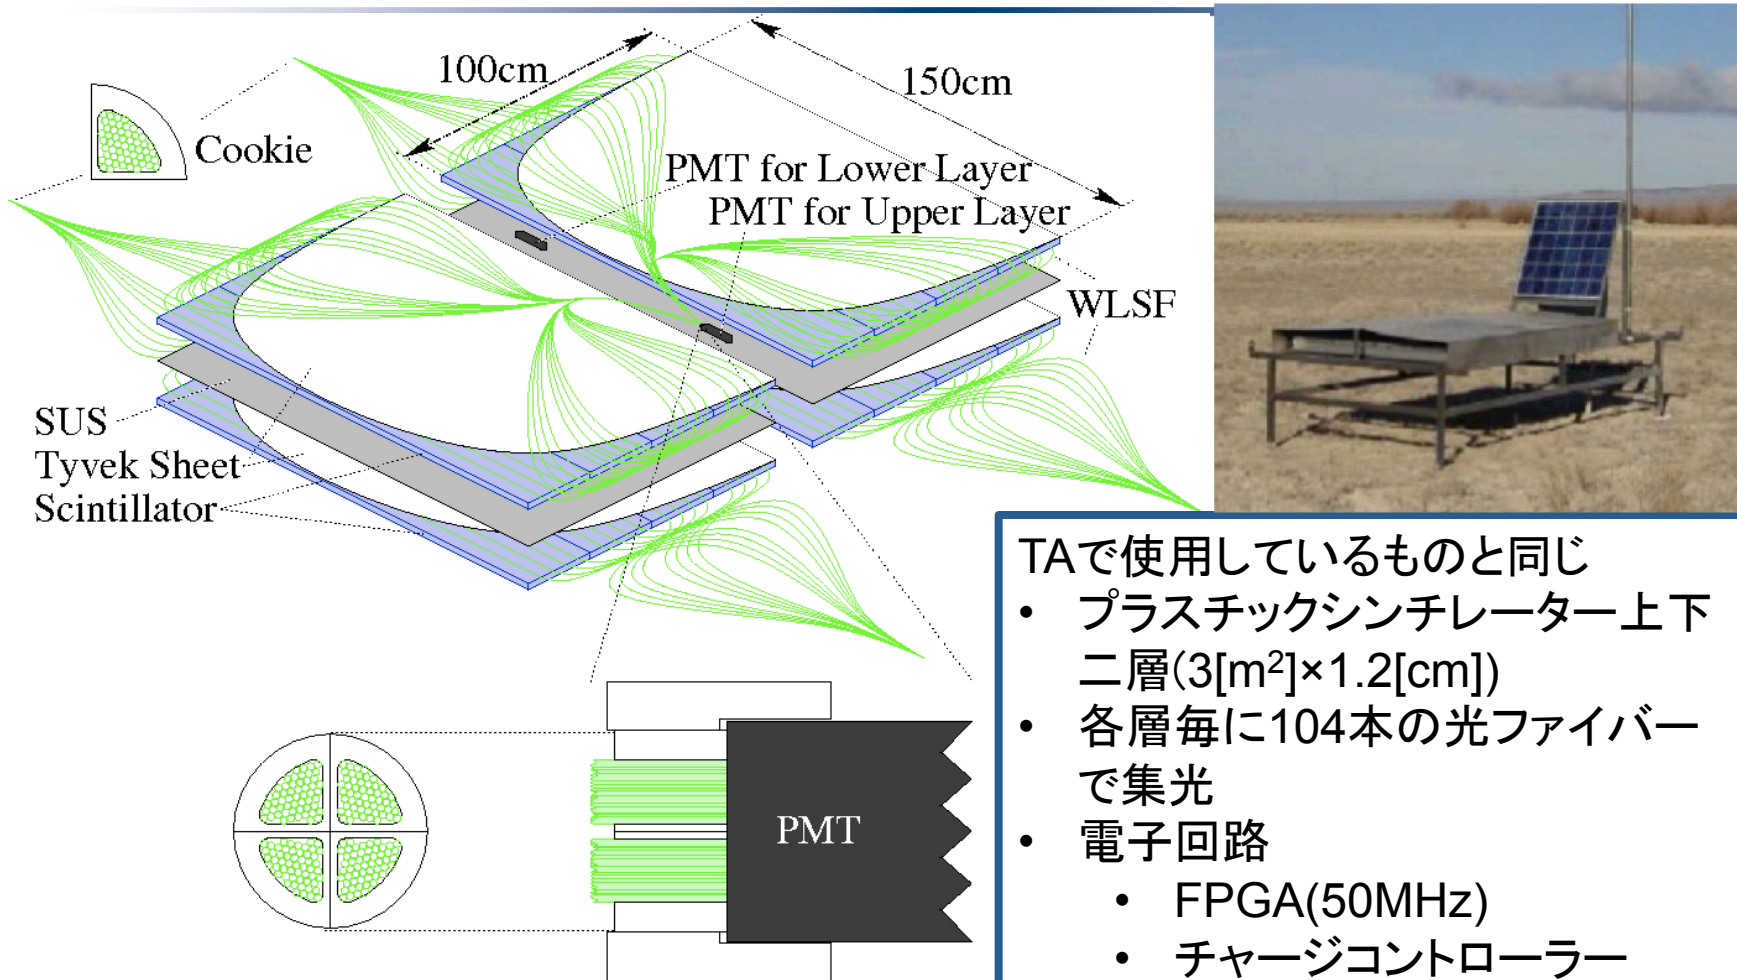 100cm
150cm
Cookie
PMT for Lower Layer
PMT for Upper Layer
WLSF
SUS
Tyvek Sheet
Scintillator
PMT
TAで使用しているものと同じ
• プラスチックシンチレーター上下
二層(3[m²]×1.2[cm])
• 各層毎に104本の光ファイバー
で集光
• 電子回路
• FPGA(50MHz)
• チャージコントローラー